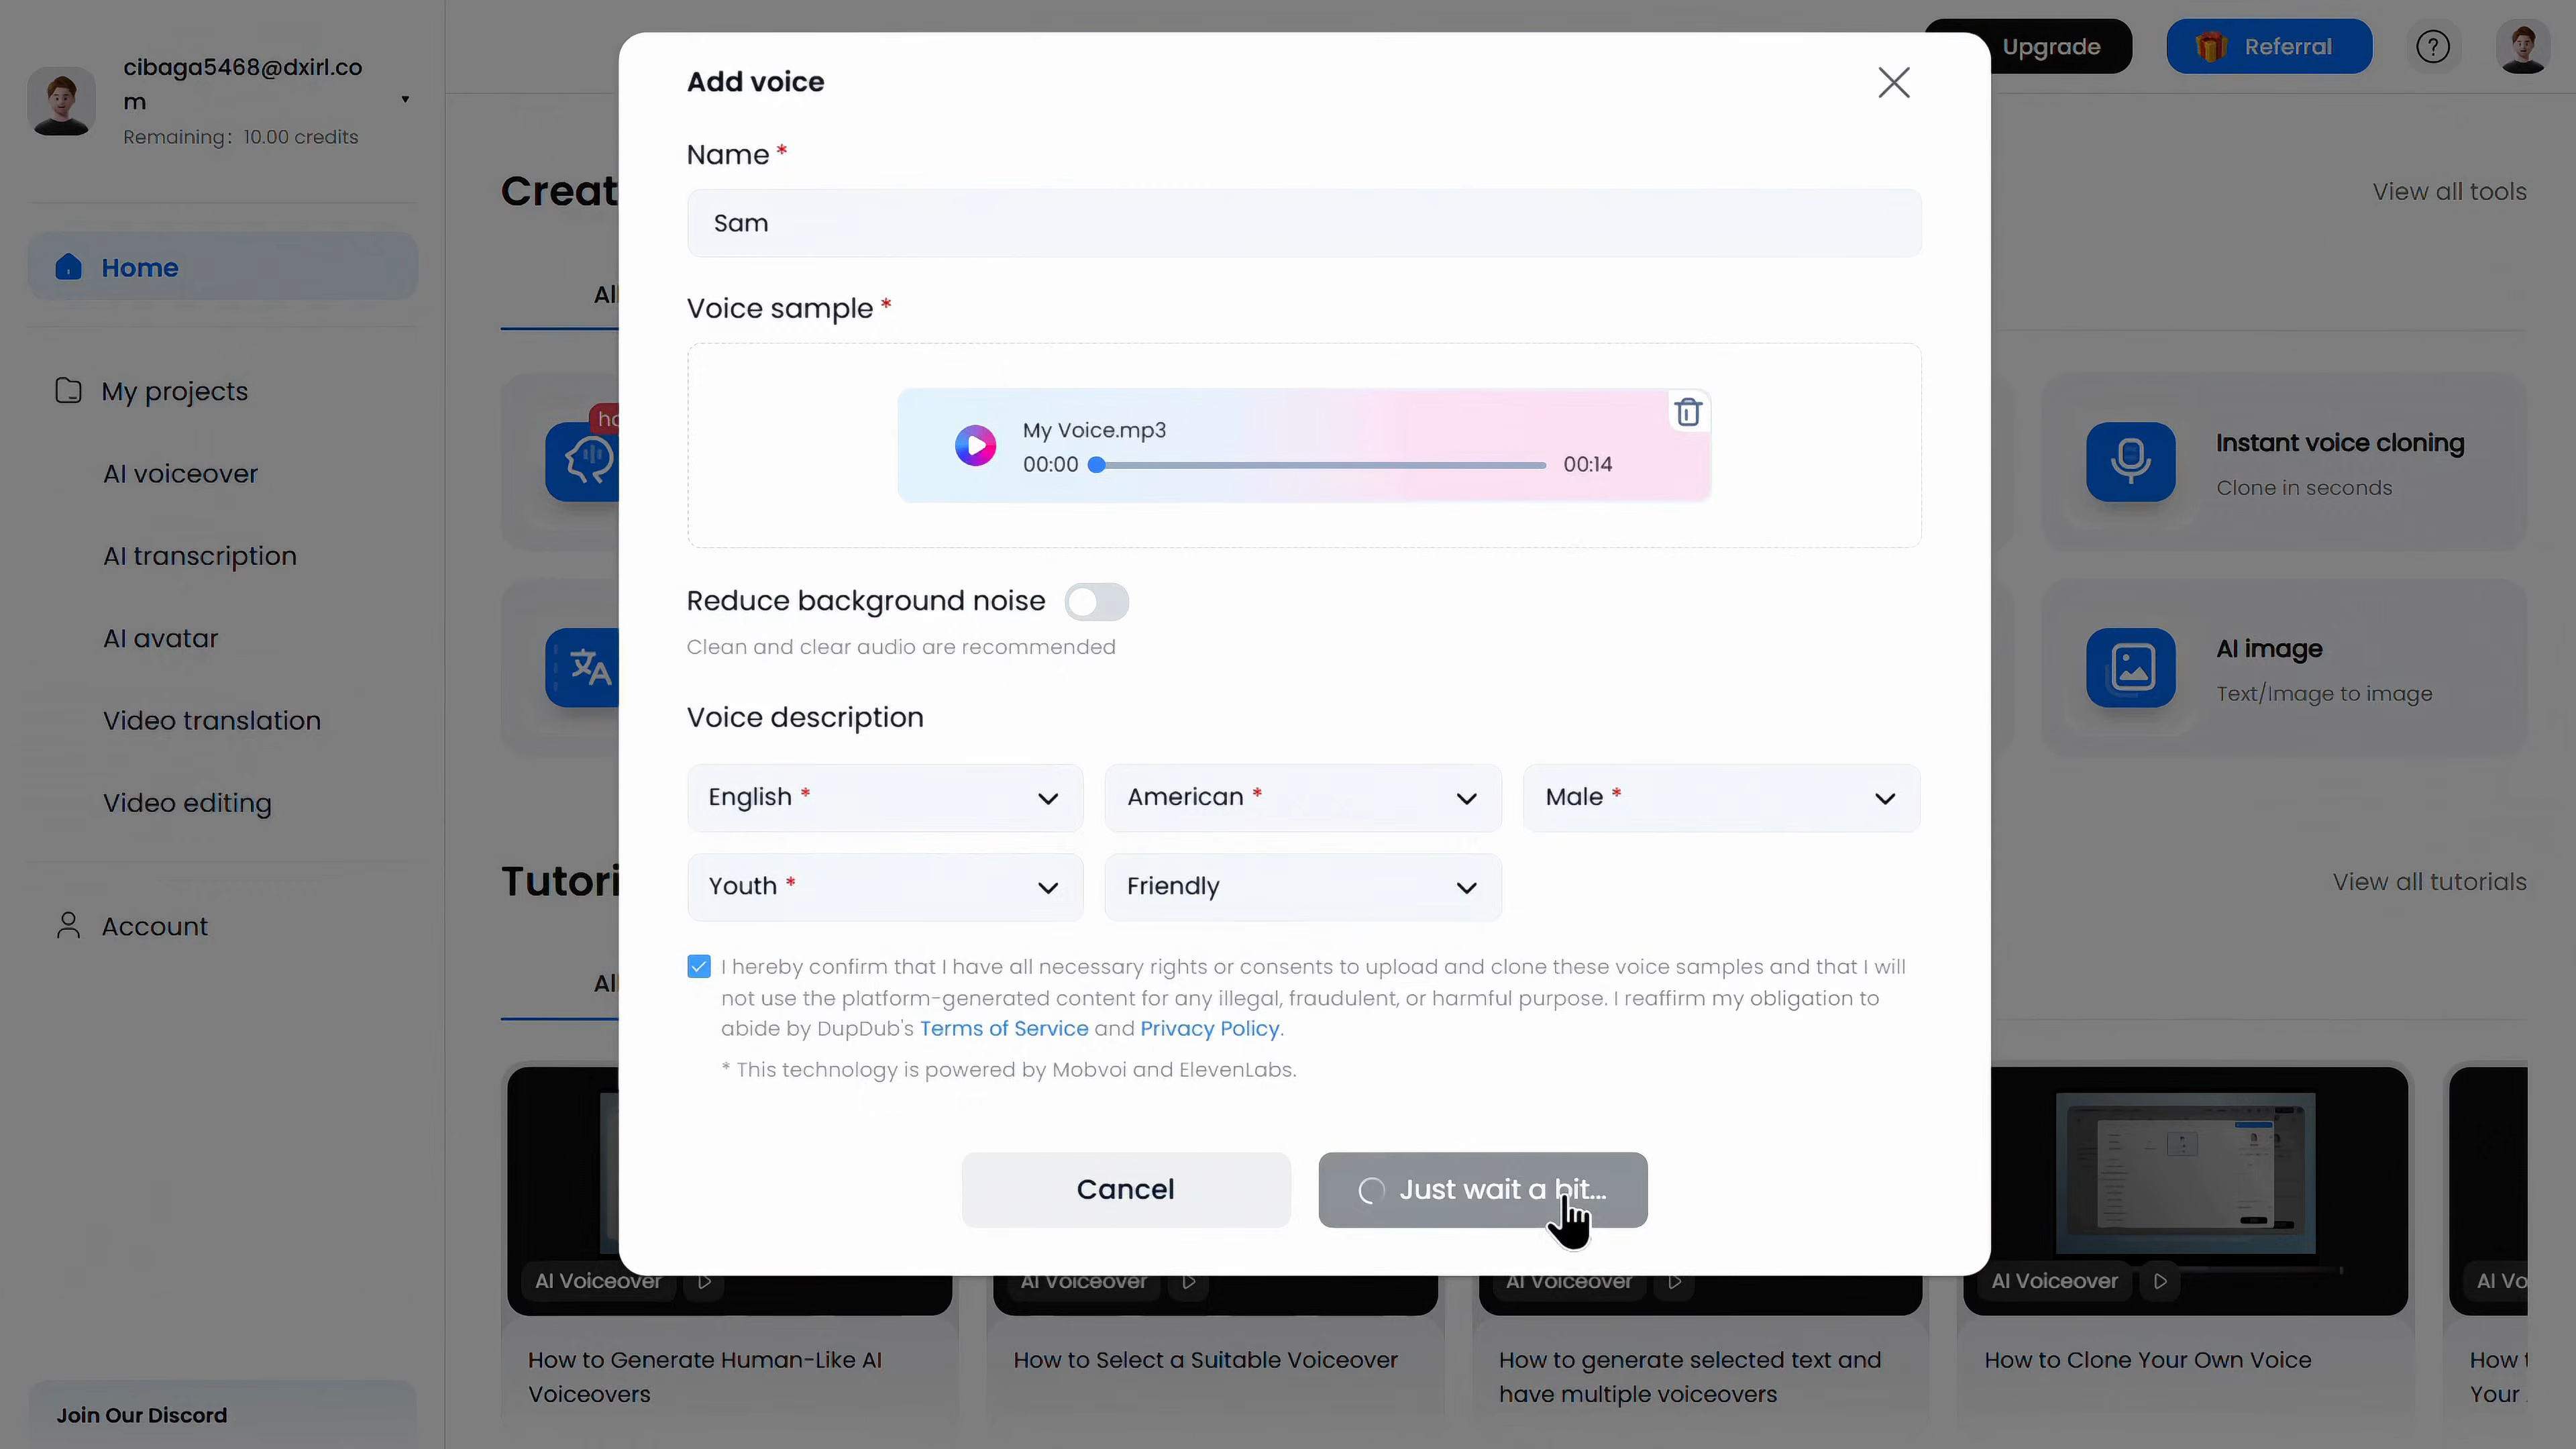 cibaga5468@dxirl.co
m
Remaining: 10.00 credits
Home
My projects
AI voiceover
AI transcription
AI avatar
Video translation
Video editing
Account
Join Our Discord
Upgrade
Referral
View all tools
Instant voice cloning
Clone in seconds
AI image
Text/Image to image
View all tutorials
Add voice
Name *
Sam
Voice sample *
My Voice.mp3
00:00 00:14
Reduce background noise
Clean and clear audio are recommended
Voice description
English * American * Male *
Youth * Friendly
I hereby confirm that I have all necessary rights or consents to upload and clone these voice samples and that I will
not use the platform-generated content for any illegal, fraudulent, or harmful purpose. I reaffirm my obligation to
abide by DupDub's Terms of Service and Privacy Policy.
* This technology is powered by Mobvoi and ElevenLabs.
Cancel Just wait a bit...
AI Voiceover AI Voiceover AI Voiceover AI Voiceover
How to Generate Human-Like AI
Voiceovers
How to Select a Suitable Voiceover
How to generate selected text and
have multiple voiceovers
How to Clone Your Own Voice
How
Your